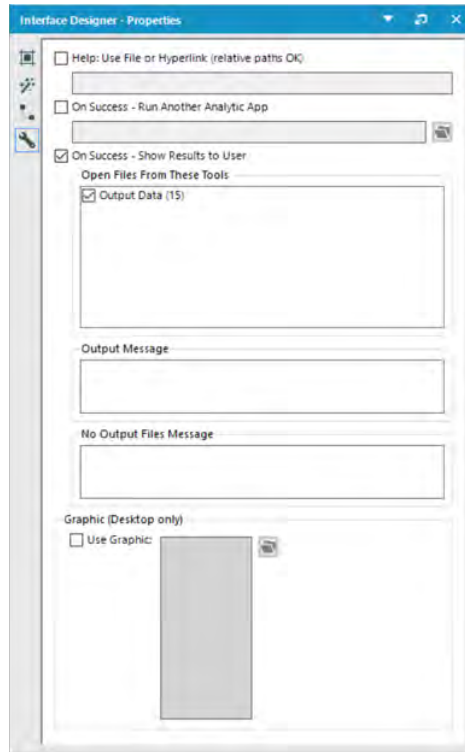 Interface Designer - Properties
Help: Use File or Hyperlink (relative paths OK)
On Success - Run Another Analytic App
On Success - Show Results to User
Open Files From These Tools
Output Data (15)
Output Message
No Output Files Message
Graphic (Desktop only)
Use Graphic: